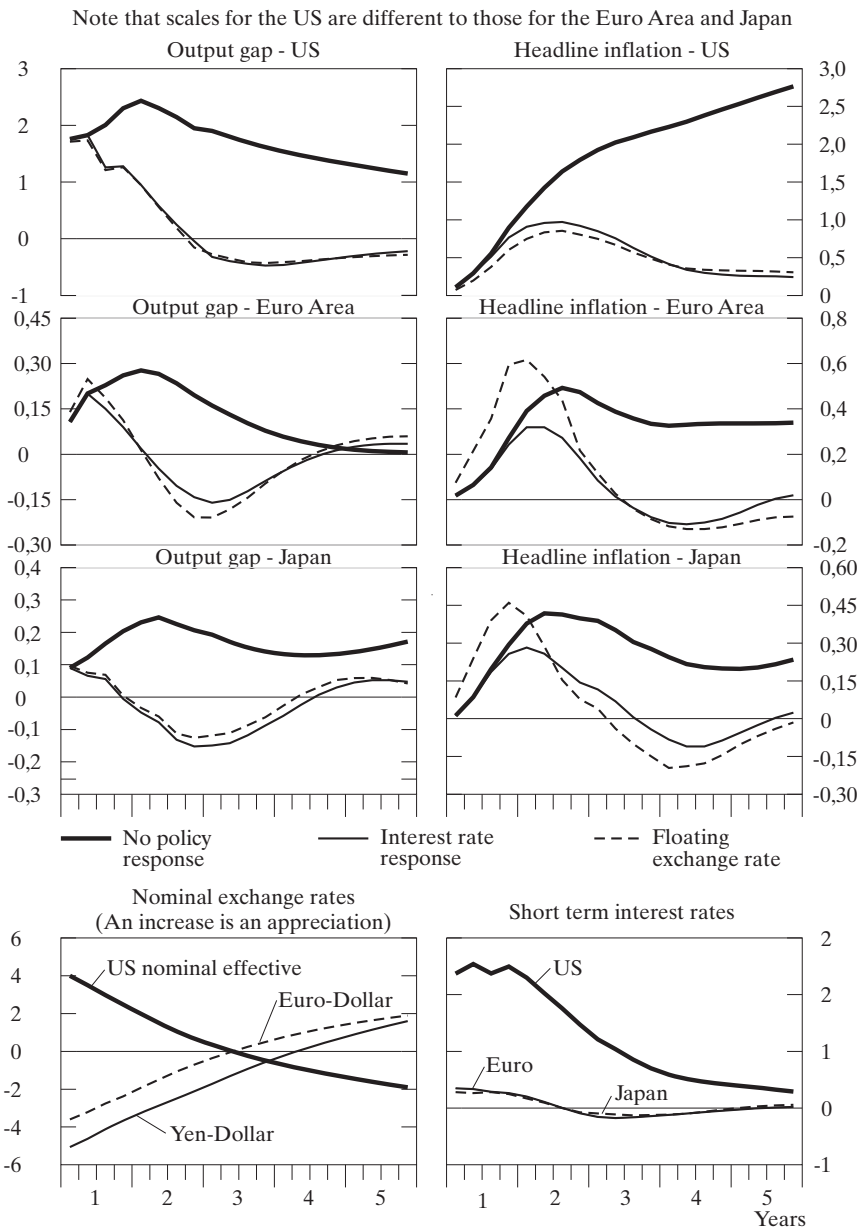 Note that scales for the US are different to those for the Euro Area and Japan
Output gap - US
Headline inflation - US
3
2
1
0
-1
3,0
2,5
2,0
1,5
1,0
0,5
0
Output gap - Euro Area
Headline inflation - Euro Area
0,45
0,30
0,15
0
-0,15
-0,30
0,8
0,6
0,4
0,2
0
-0,2
Output gap - Japan
Headline inflation - Japan
0,4
0,3
0,2
0,1
0
-0,1
-0,2
-0,3
0,60
0,45
0,30
0,15
0
-0,15
-0,30
No policy
response
Interest rate
response
Floating
exchange rate
Nominal exchange rates
(An increase is an appreciation)
Short term interest rates
6
4
2
0
-2
-4
-6
US nominal effective
Euro-Dollar
Yen-Dollar
2
2
1
0
-1
US
Euro
Japan
1 2 3 4 5
1 2 3 4 5
Years